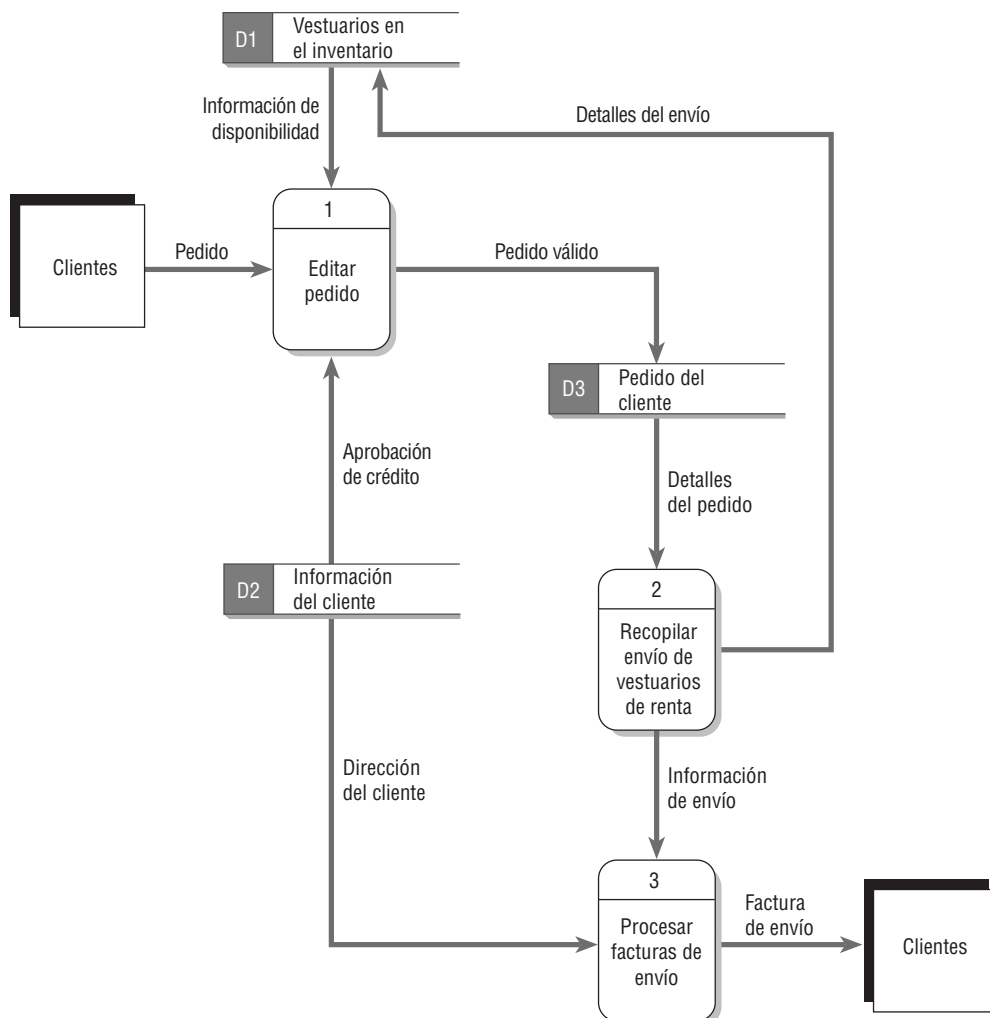 D1
Vestuarios en
el inventario
Información de
disponibilidad
Detalles del envío
Clientes
Pedido
1
Editar
pedido
Pedido válido
D3
Pedido del
cliente
Aprobación
de crédito
Detalles
del pedido
D2
Información
del cliente
2
Recopilar
envío de
vestuarios
de renta
Dirección
del cliente
Información
de envío
3
Procesar
facturas de
envío
Factura
de envío
Clientes